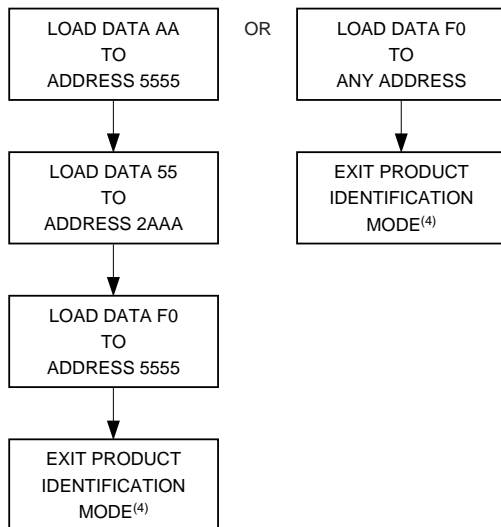 LOAD DATA AA
TO
ADDRESS 5555
LOAD DATA 55
TO
ADDRESS 2AAA
LOAD DATA F0
TO
ADDRESS 5555
EXIT PRODUCT
IDENTIFICATION
MODE(4)
OR
LOAD DATA F0
TO
ANY ADDRESS
EXIT PRODUCT
IDENTIFICATION
MODE(4)